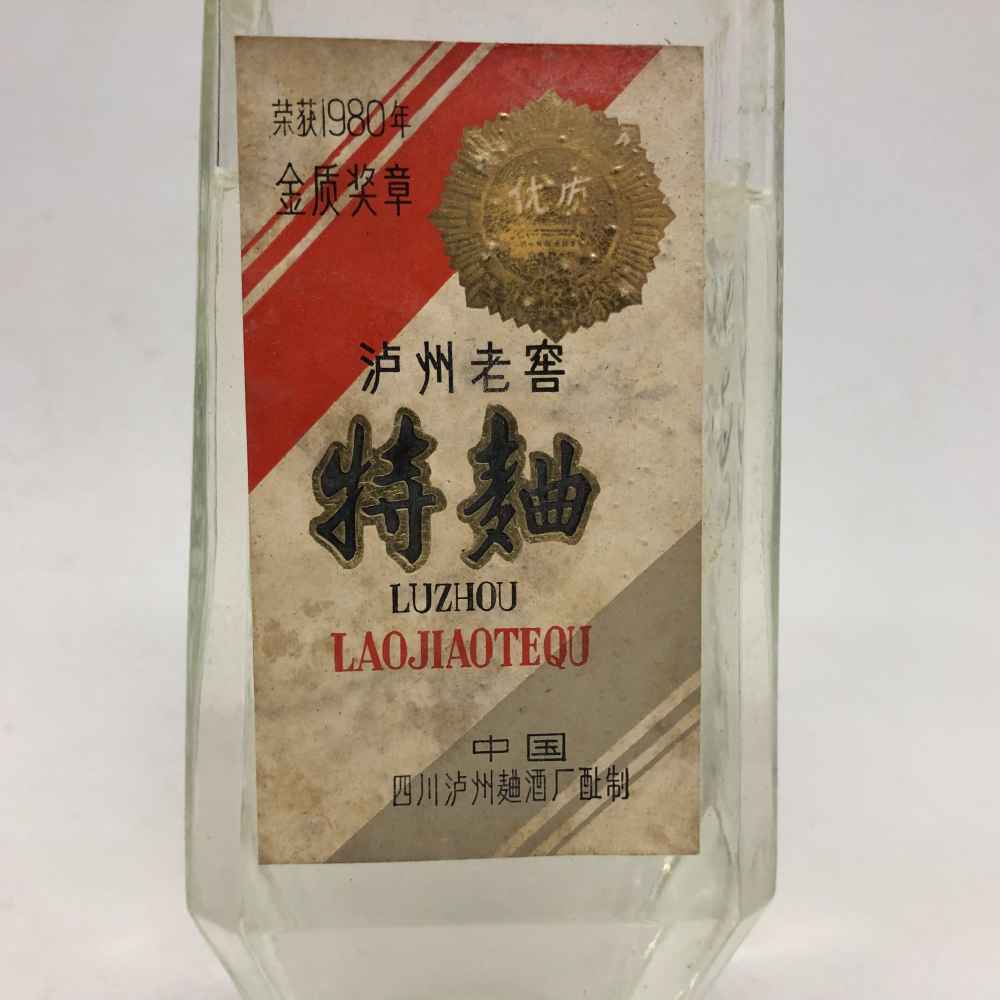 荣获1980年
金质奖章
优质
泸州老窖
特麯
LUZHOU
LAOJIAOTEQU
中国
四川泸州麯酒厂酏制